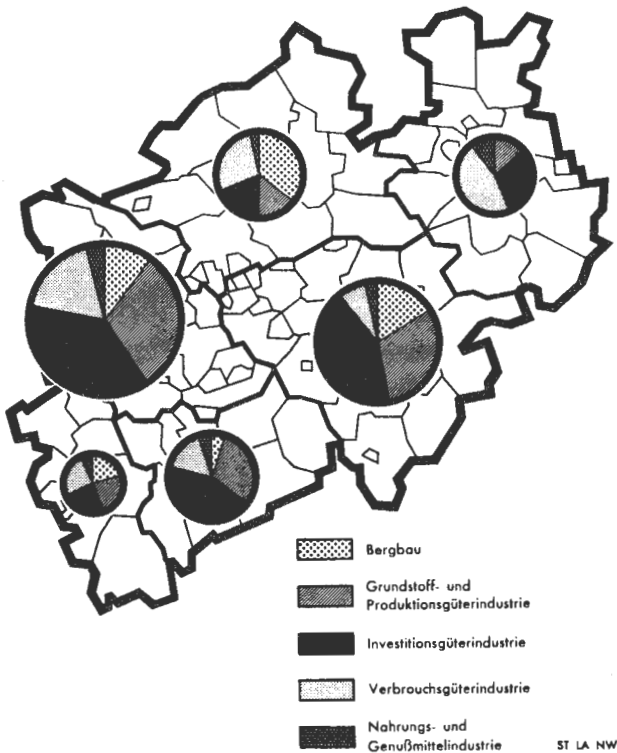 Bergbau
Grundstoff- und
Produktionsgüterindustrie
Investitionsgüterindustrie
Verbrauchsgüterindustrie
Nahrungs- und
Genußmittelindustrie
ST LA NW